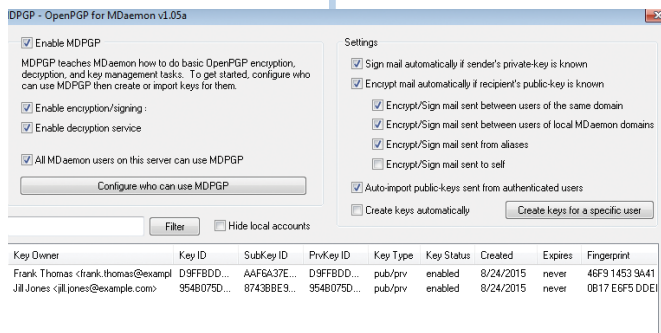 MDPGP - OpenPGP for MDaemon v1.05a
Enable MDPGP
MDPGP teaches MDaemon how to do basic OpenPGP encryption,
decryption, and key management tasks. To get started, configure who
can use MDPGP then create or import keys for them.
Enable encryption/signing:
Enable decryption service
All MDaemon users on this server can use MDPGP
Configure who can use MDPGP
Settings
Sign mail automatically if sender's private-key is known
Encrypt mail automatically if recipient's public-key is known
Encrypt/Sign mail sent between users of the same domain
Encrypt/Sign mail sent between users of local MDaemon domains
Encrypt/Sign mail sent from aliases
Encrypt/Sign mail sent to self
Auto-import public-keys sent from authenticated users
Create keys automatically
Create keys for a specific user
Filter
Hide local accounts
Key Owner Key ID SubKey ID PrvKey ID Key Type Key Status Created Expires Fingerprint
Frank Thomas <frank.thomas@exampl D9FFBDD... AAF6A37E... D9FFBDD... pub/prv enabled 8/24/2015 never 46F9 1453 9A41
Jill Jones <jill.jones@example.com> 954B075D... 8743BBE9... 954B075D... pub/prv enabled 8/24/2015 never 0B17 E6F5 DDE